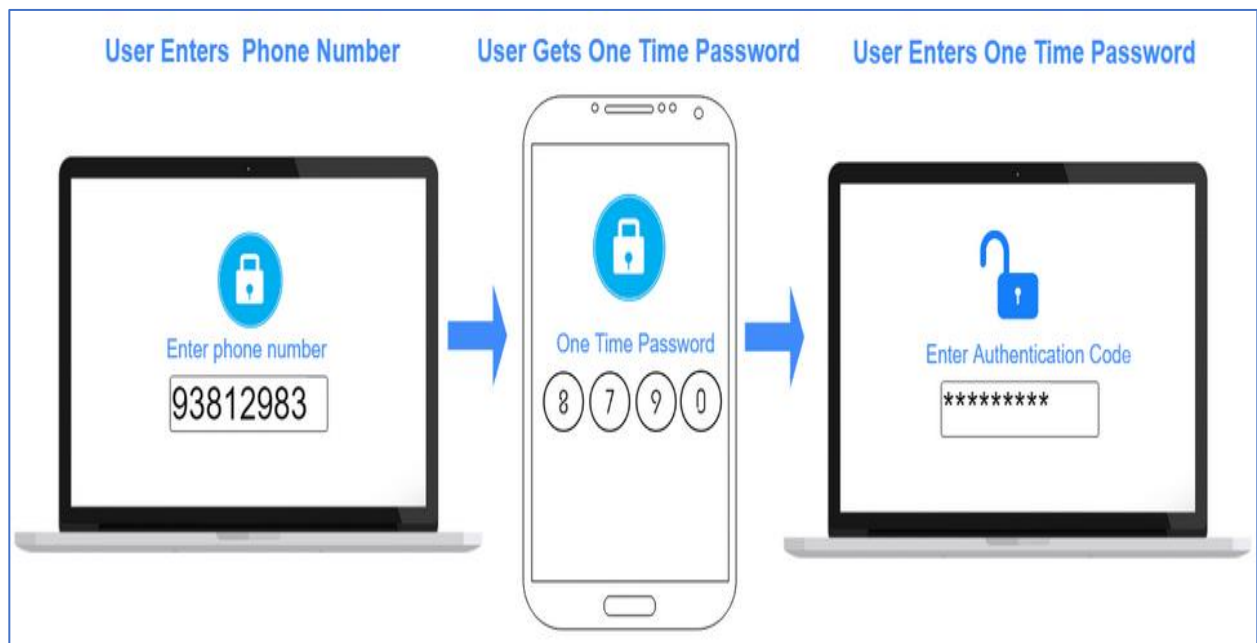 User Enters Phone Number
User Gets One Time Password
User Enters One Time Password
Enter phone number
93812983
One Time Password
8 7 9 0
Enter Authentication Code
*********